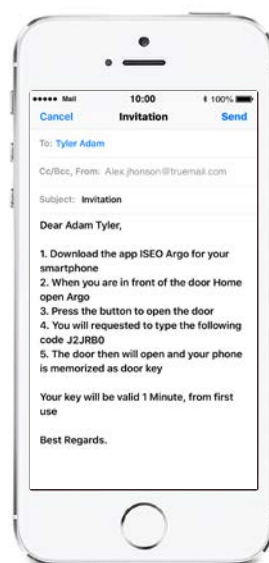 ••••• Mail 10:00 100%
Cancel Invitation Send
To: Tyler Adam
Cc/Bcc, From: Alex.jhonson@truemail.com
Subject: Invitation
Dear Adam Tyler,
1. Download the app ISEO Argo for your
smartphone
2. When you are in front of the door Home
open Argo
3. Press the button to open the door
4. You will requested to type the following
code J2JRB0
5. The door then will open and your phone
is memorized as door key
Your key will be valid 1 Minute, from first
use
Best Regards.